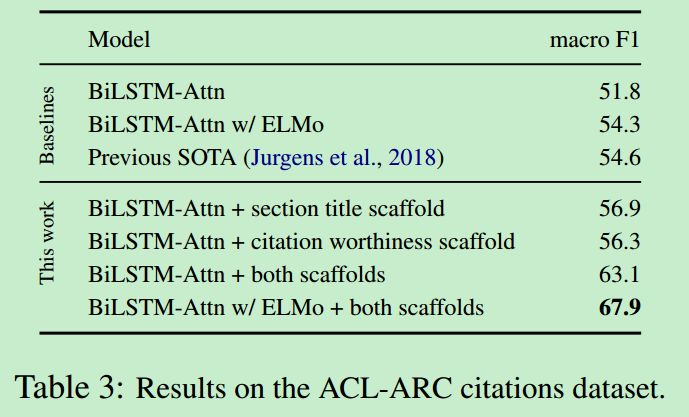 Model macro F1
Baselines
BiLSTM-Attn 51.8
BiLSTM-Attn w/ ELMo 54.3
Previous SOTA (Jurgens et al., 2018) 54.6
This work
BiLSTM-Attn + section title scaffold 56.9
BiLSTM-Attn + citation worthiness scaffold 56.3
BiLSTM-Attn + both scaffolds 63.1
BiLSTM-Attn w/ ELMo + both scaffolds 67.9
Table 3: Results on the ACL-ARC citations dataset.